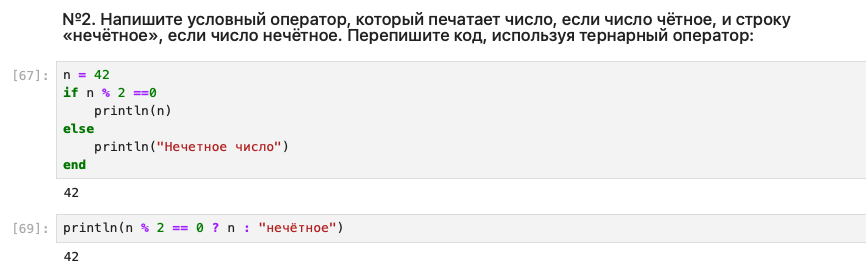 №2. Напишите условный оператор, который печатает число, если число чётное, и строку
«нечётное», если число нечётное. Перепишите код, используя тернарный оператор:
[67]: n = 42
if n % 2 ==0
    println(n)
else
    println("Нечетное число")
end
42
[69]: println(n % 2 == 0 ? n : "нечётное")
42